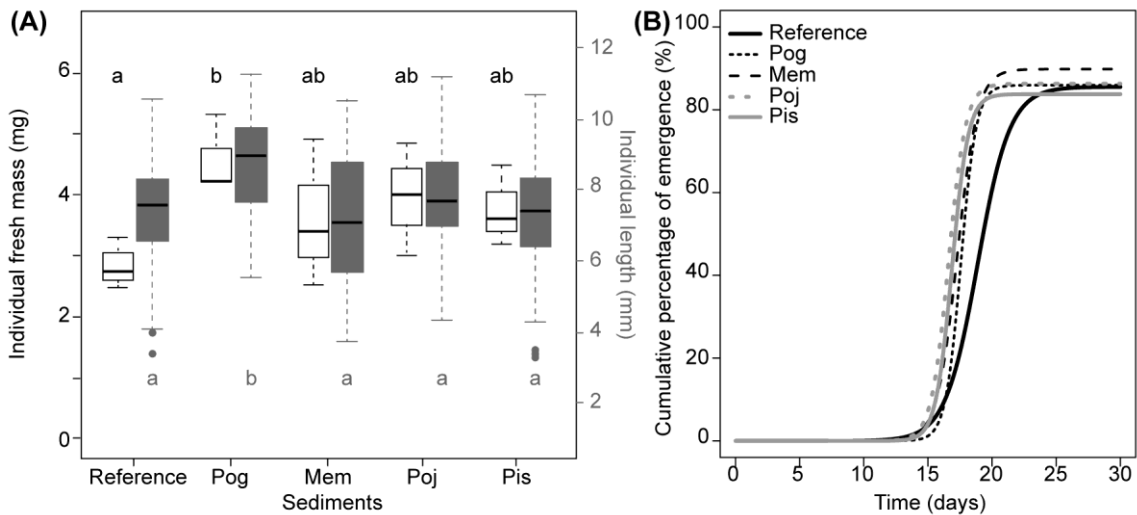 (A)
Individual fresh mass (mg)
6
4
2
0
a b ab ab ab
a b a a a
12
10
8
6
4
2
Individual length (mm)
Reference Pog Mem Poj Pis
Sediments
(B)
Cumulative percentage of emergence (%)
100
80
60
40
20
0
Reference
Pog
Mem
Poj
Pis
0 5 10 15 20 25 30
Time (days)